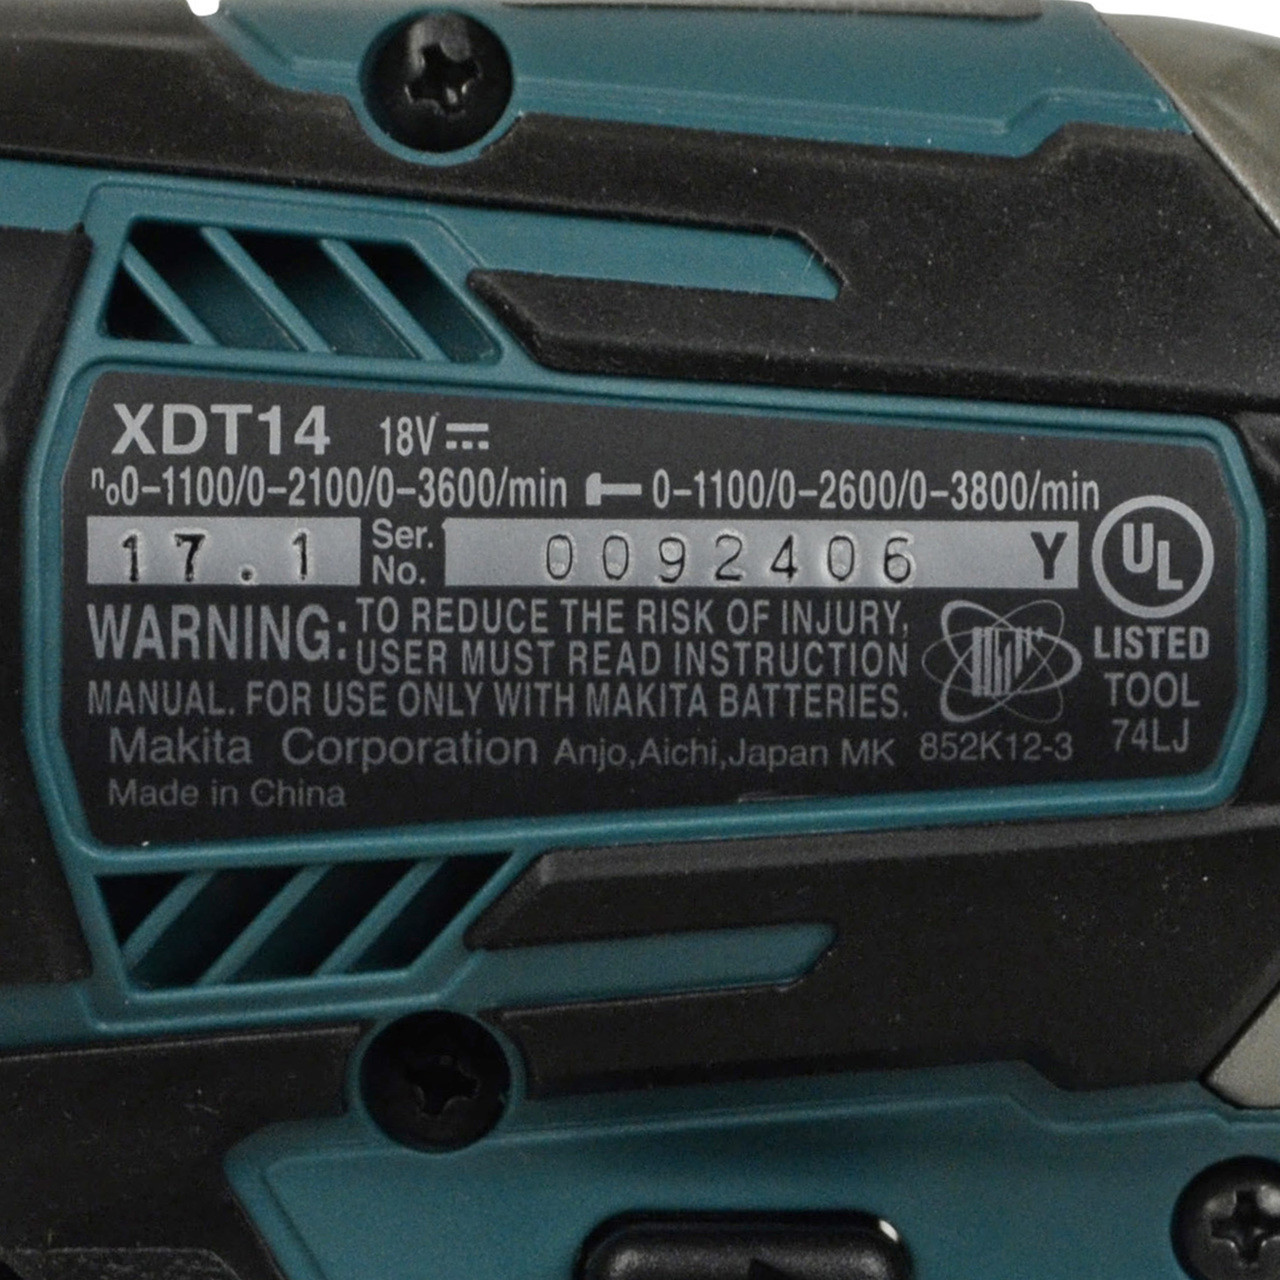 XDT14 18V
n₀0-1100/0-2100/0-3600/min 0-1100/0-2600/0-3800/min
17.1 Ser. No. 0092406 Y
UL
WARNING: TO REDUCE THE RISK OF INJURY,
USER MUST READ INSTRUCTION
MANUAL. FOR USE ONLY WITH MAKITA BATTERIES.
LISTED
TOOL
74LJ
Makita Corporation Anjo,Aichi,Japan MK 852K12-3
Made in China